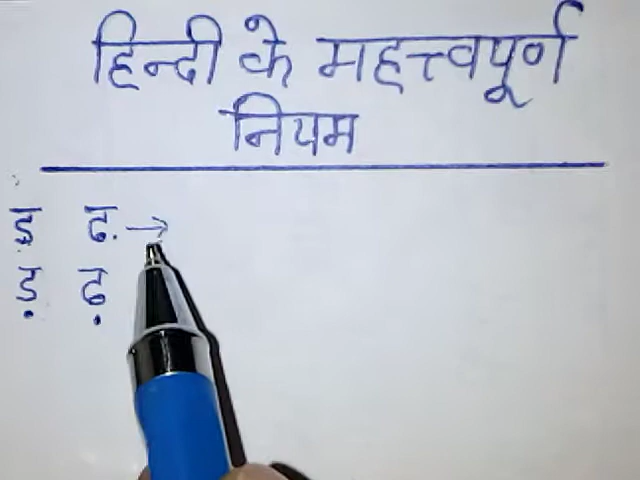 हिन्दी के महत्त्वपूर्ण
नियम
ड़ ढ़ →
ड़ ढ़